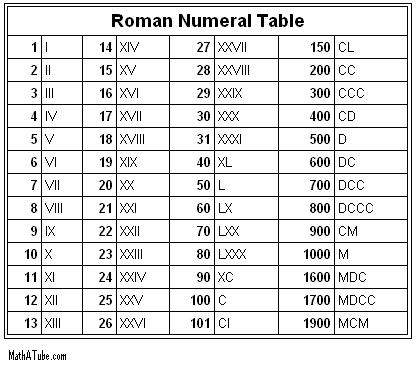 Roman Numeral Table
1 I 14 XIV 27 XXVII 150 CL
2 II 15 XV 28 XXVIII 200 CC
3 III 16 XVI 29 XXIX 300 CCC
4 IV 17 XVII 30 XXX 400 CD
5 V 18 XVIII 31 XXXI 500 D
6 VI 19 XIX 40 XL 600 DC
7 VII 20 XX 50 L 700 DCC
8 VIII 21 XXI 60 LX 800 DCCC
9 IX 22 XXII 70 LXX 900 CM
10 X 23 XXIII 80 LXXX 1000 M
11 XI 24 XXIV 90 XC 1600 MDC
12 XII 25 XXV 100 C 1700 MDCC
13 XIII 26 XXVI 101 CI 1900 MCM
MathATube.com